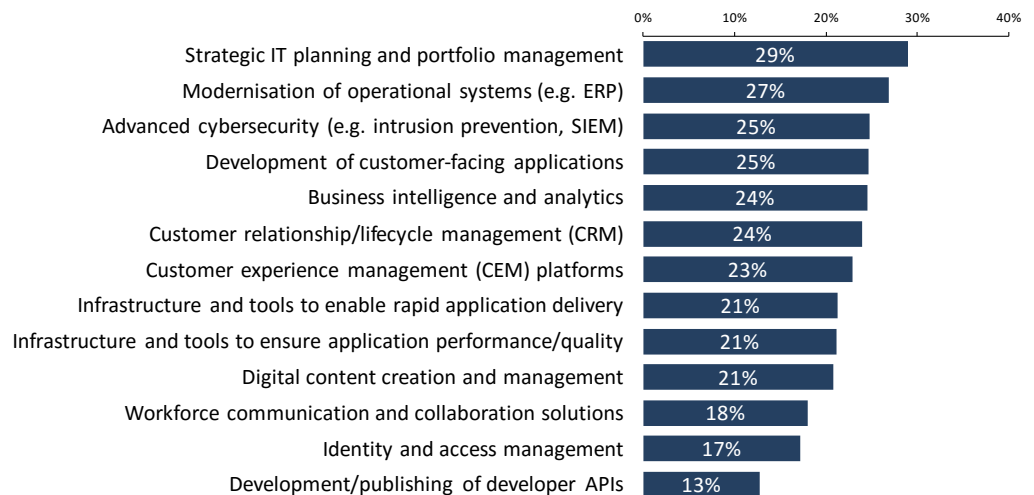 0% 10% 20% 30% 40%
Strategic IT planning and portfolio management 29%
Modernisation of operational systems (e.g. ERP) 27%
Advanced cybersecurity (e.g. intrusion prevention, SIEM) 25%
Development of customer-facing applications 25%
Business intelligence and analytics 24%
Customer relationship/lifecycle management (CRM) 24%
Customer experience management (CEM) platforms 23%
Infrastructure and tools to enable rapid application delivery 21%
Infrastructure and tools to ensure application performance/quality 21%
Digital content creation and management 21%
Workforce communication and collaboration solutions 18%
Identity and access management 17%
Development/publishing of developer APIs 13%